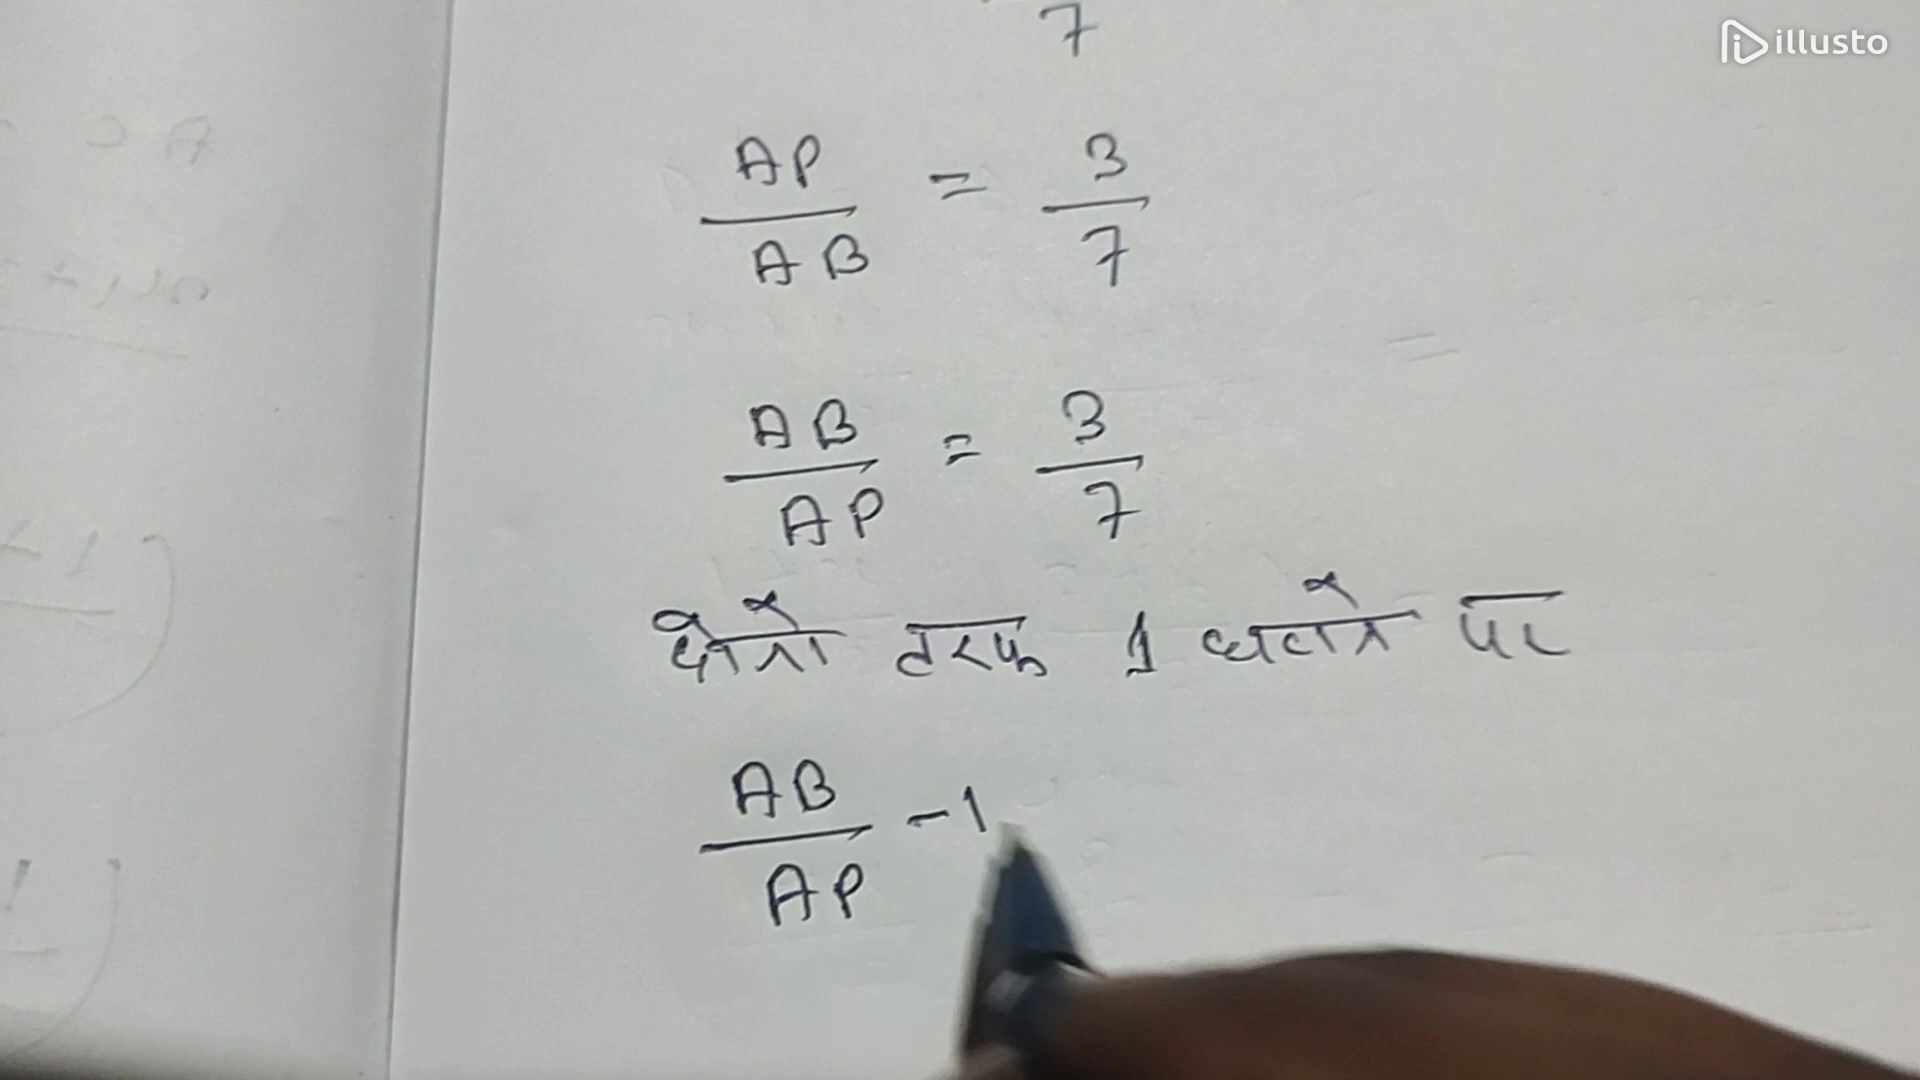 illusto
7
AP/AB = 3/7
AB/AP = 3/7
दोनों तरफ 1 घटाने पर
AB/AP - 1